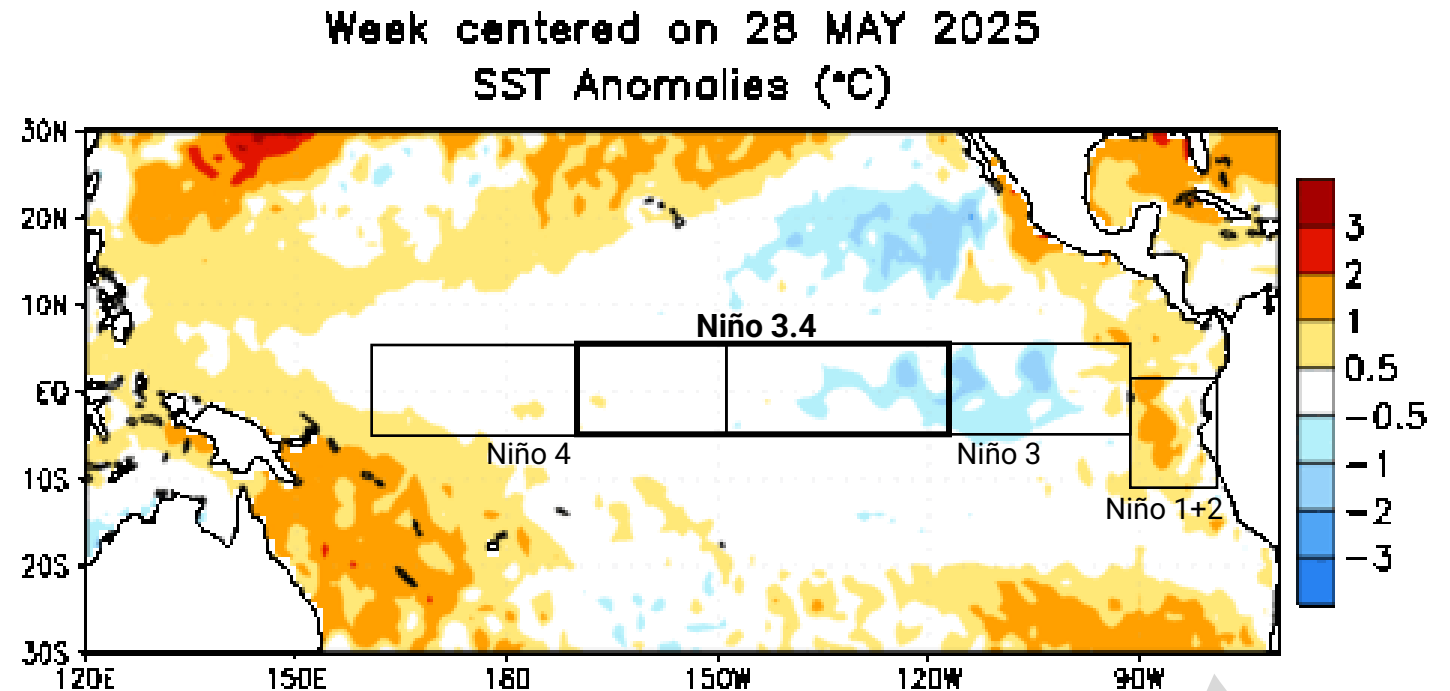 Week centered on 28 MAY 2025
SST Anomalies (°C)
30N
20N
10N
EQ
10S
20S
30S
120E
150E
180
150W
120W
90W
Niño 3.4
Niño 4
Niño 3
Niño 1+2
3
2
1
0.5
-0.5
-1
-2
-3